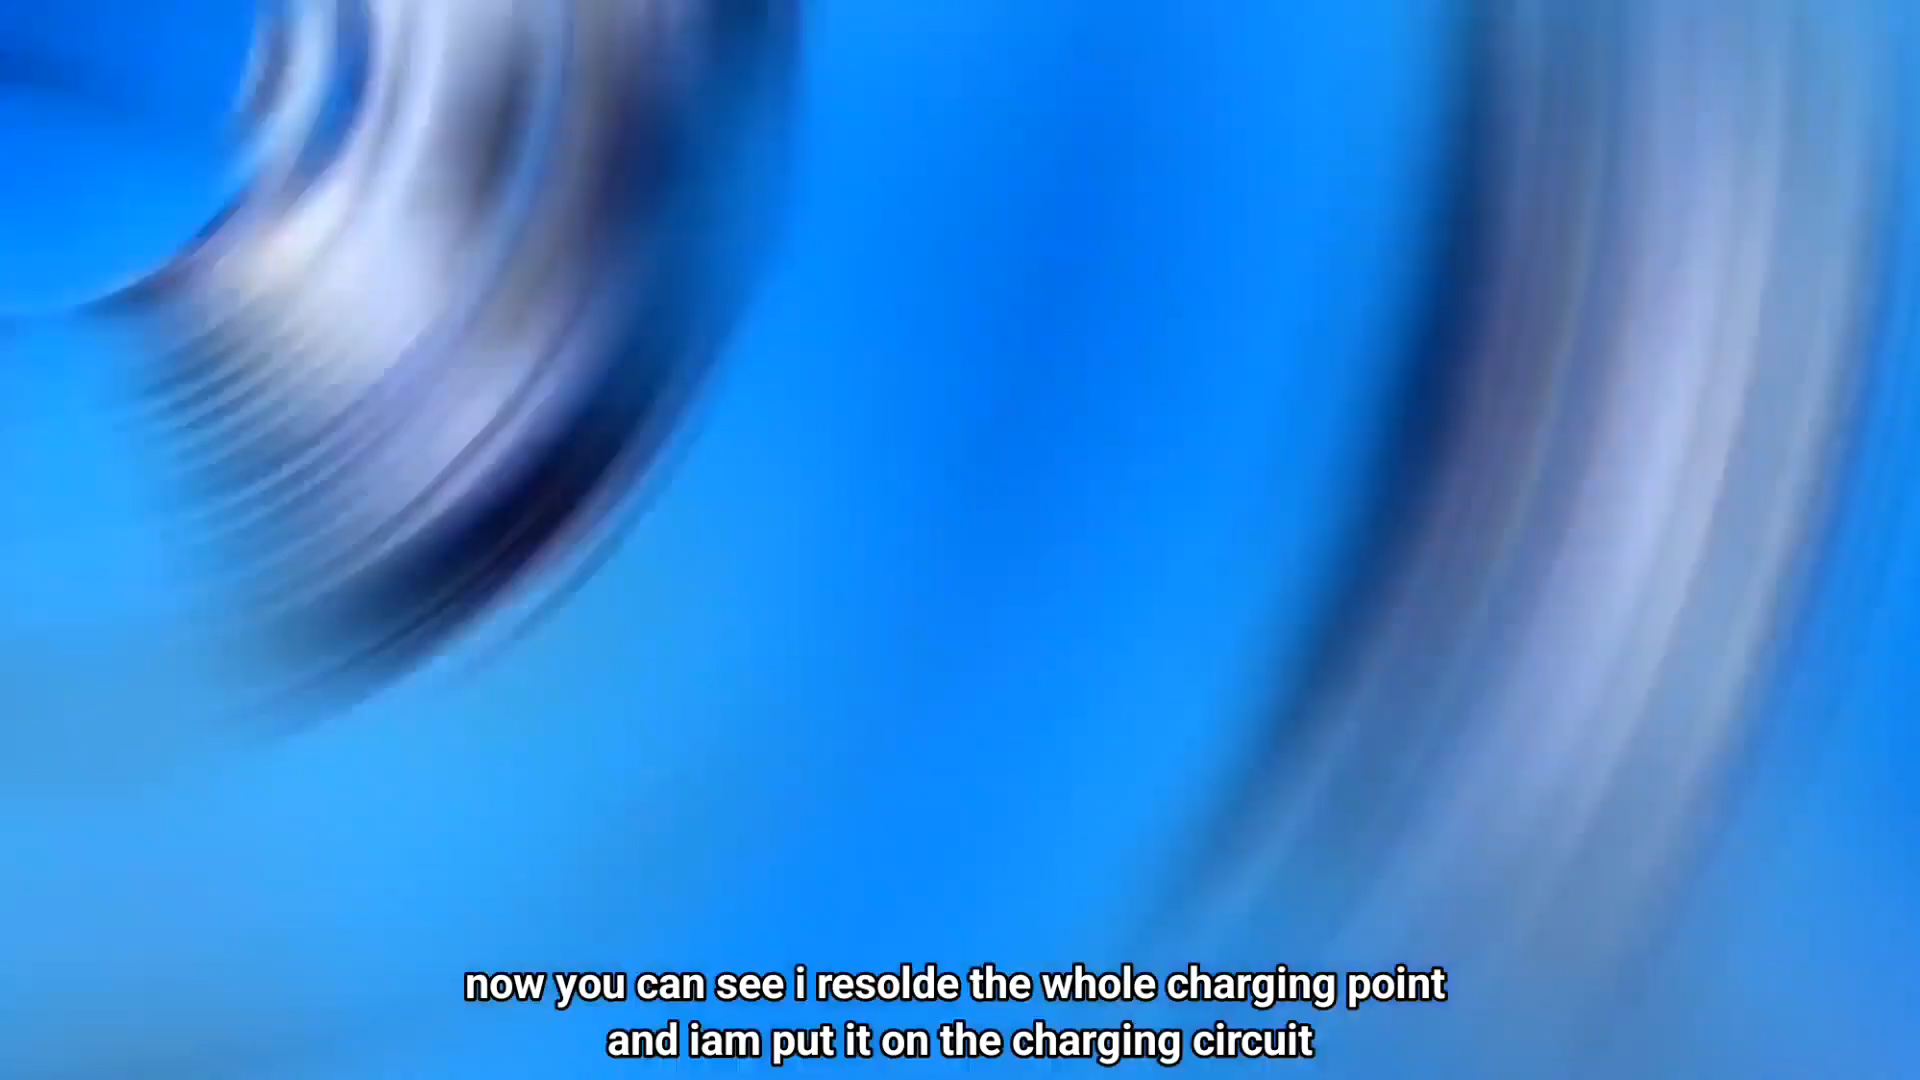 now you can see i resolde the whole charging point
and iam put it on the charging circuit